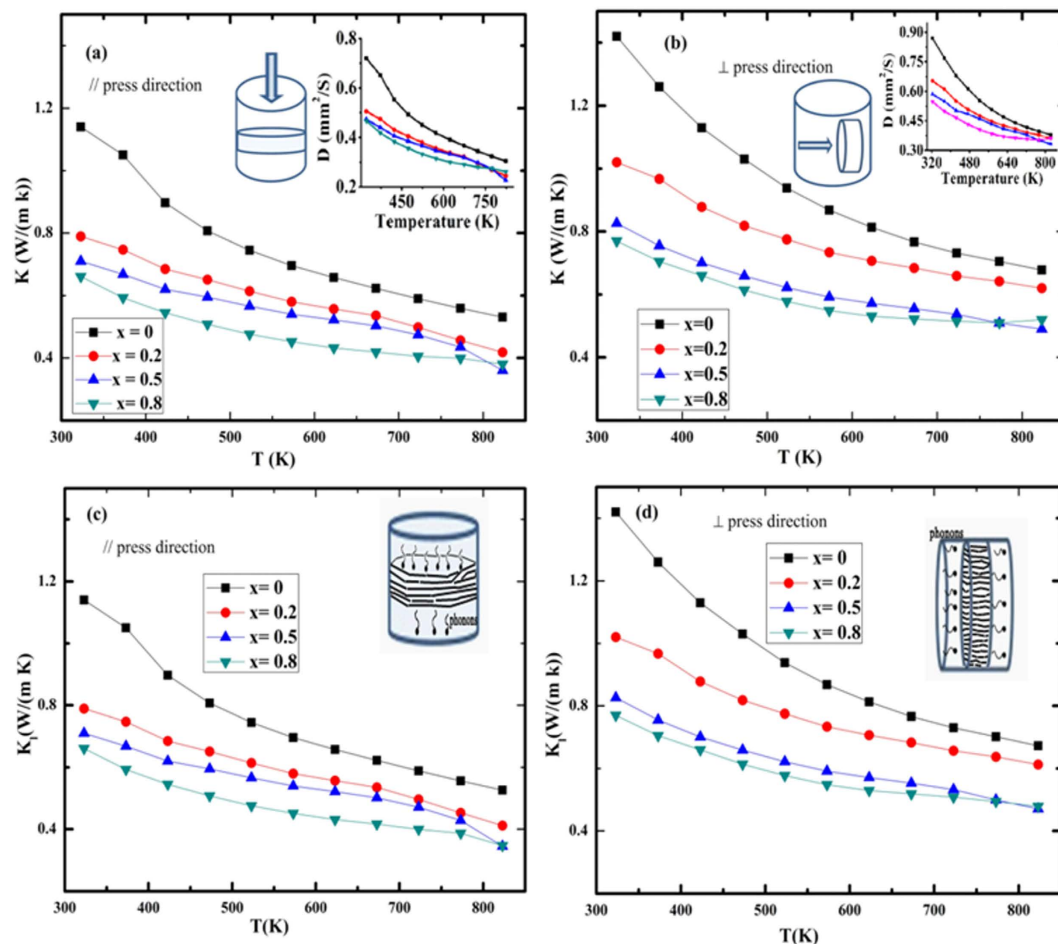 (a)
// press direction
K (W/(m k))
1.2
0.8
0.4
300 400 500 600 700 800
T (K)
x = 0
x = 0.2
x = 0.5
x= 0.8
D (mm²/S)
0.8
0.6
0.4
0.2
450 600 750
Temperature (K)
(b)
⊥ press direction
K (W/(m K))
1.2
0.8
0.4
300 400 500 600 700 800
T (K)
x=0
x=0.2
x=0.5
x=0.8
D (mm²/S)
0.90
0.70
0.50
0.30
320 480 640 800
Temperature (K)
(c)
// press direction
phonons
Kₗ(W/(m K)
1.2
0.8
0.4
300 400 500 600 700 800
T(K)
x= 0
x= 0.2
x= 0.5
x= 0.8
(d)
⊥ press direction
phonons
Kₗ(W/(m k)
1.2
0.8
0.4
300 400 500 600 700 800
T(K)
x= 0
x= 0.2
x= 0.5
x= 0.8